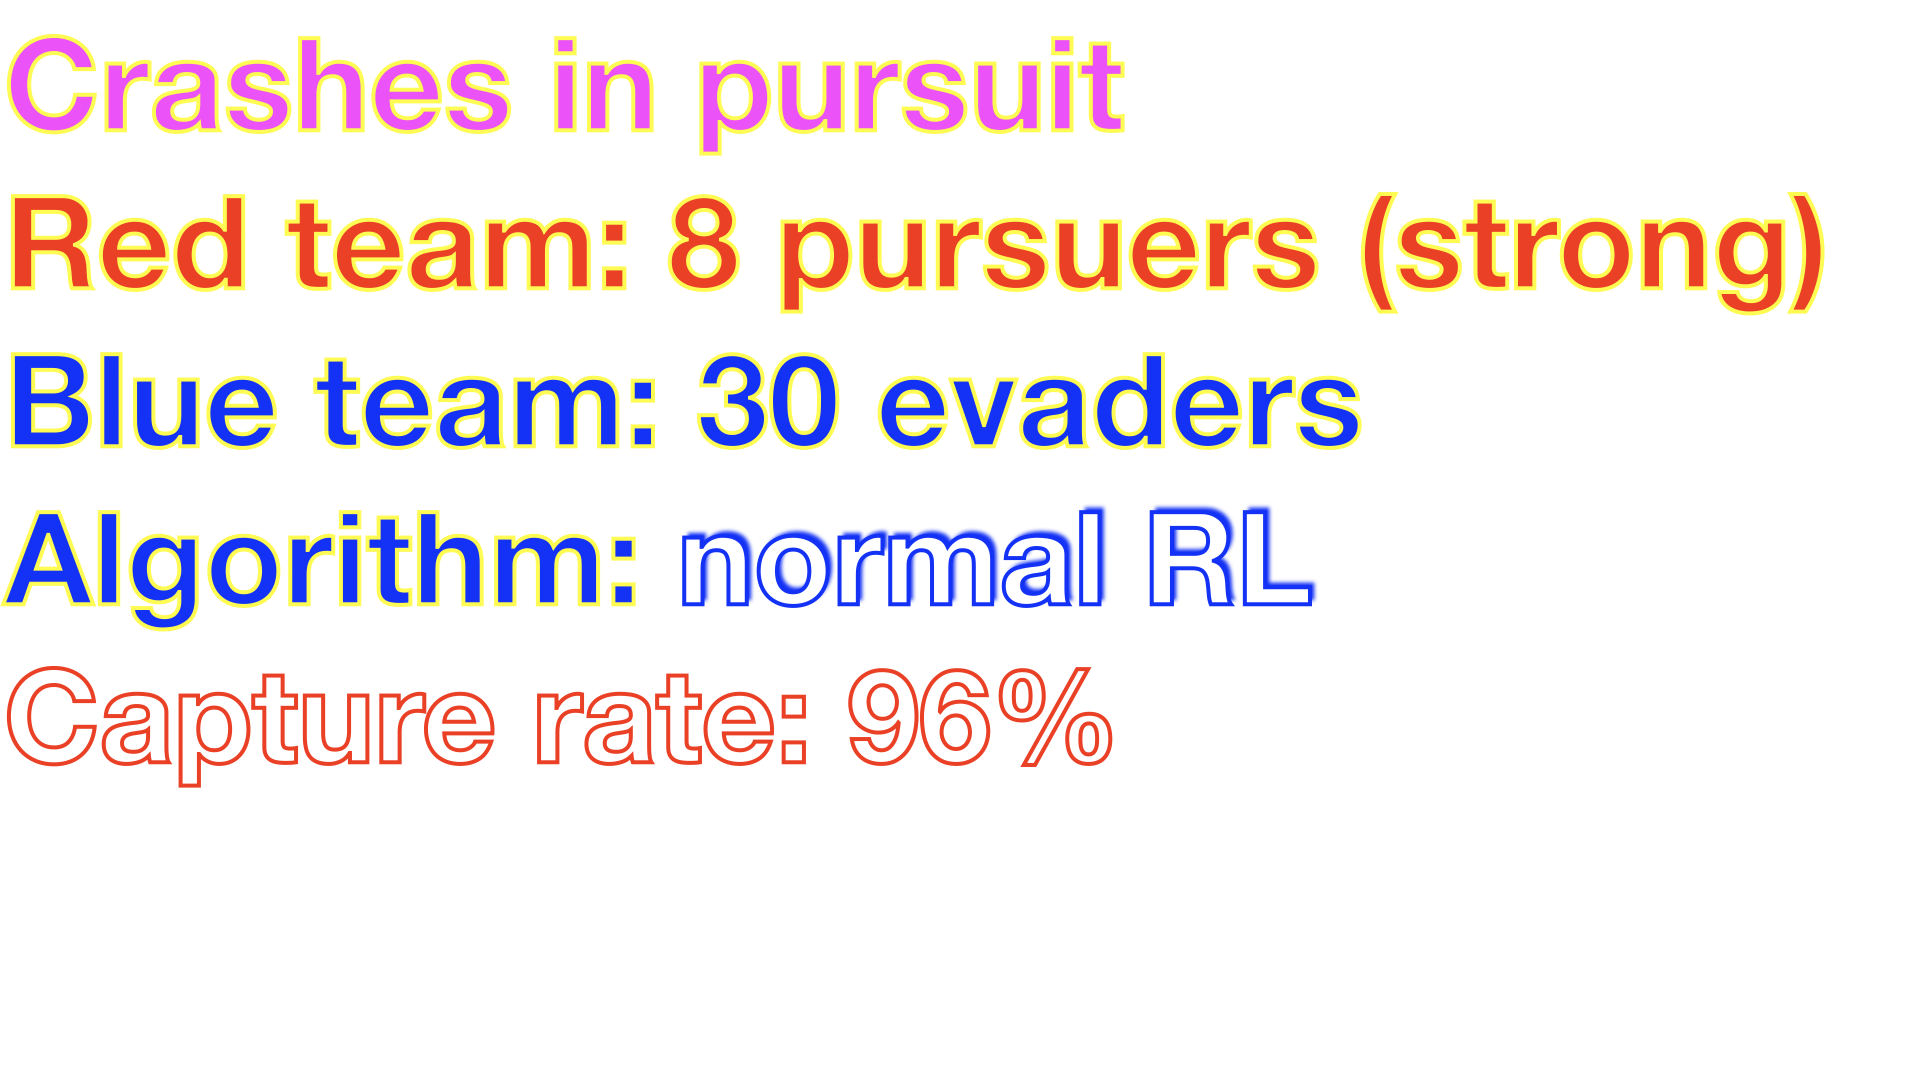 Crashes in pursuit
Red team: 8 pursuers (strong)
Blue team: 30 evaders
Algorithm: normal RL
Capture rate: 96%